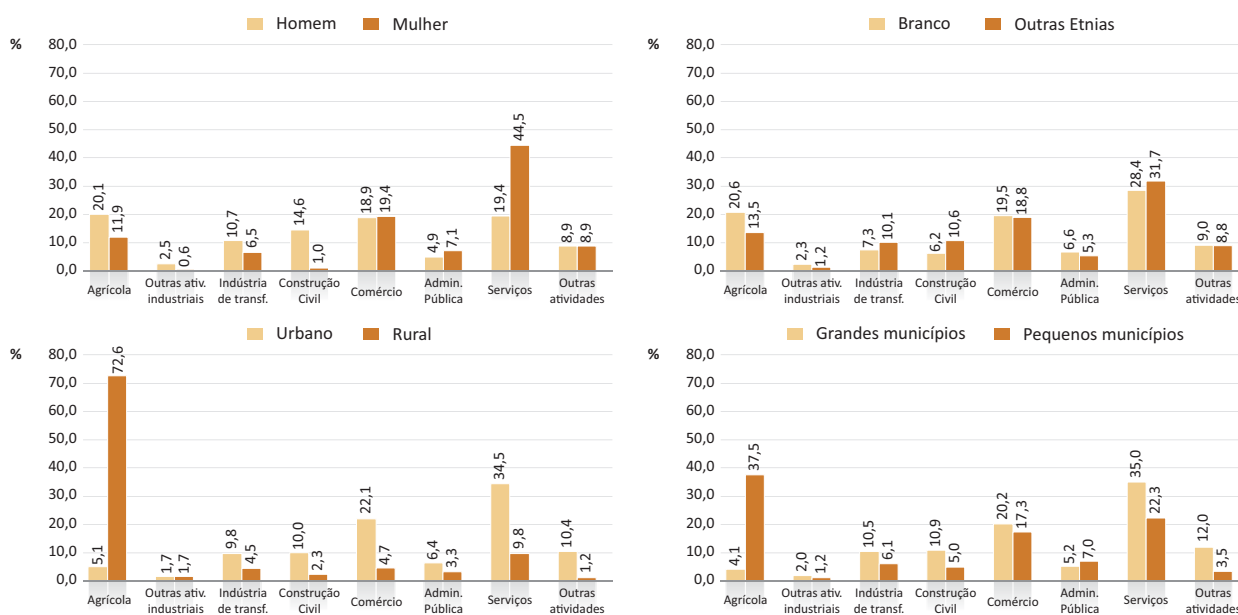 Homem Mulher
%
80,0
70,0
60,0
50,0
40,0
30,0
20,0
10,0
0,0
20,1 11,9 2,5 0,6 10,7 6,5 14,6 1,0 18,9 19,4 4,9 7,1 19,4 44,5 8,9 8,9
Agrícola Outras ativ. Indústria Construção Comércio Admin. Serviços Outras
industriais de transf. Civil Pública atividades
Branco Outras Etnias
%
80,0
70,0
60,0
50,0
40,0
30,0
20,0
10,0
0,0
20,6 13,5 2,3 1,2 7,3 10,1 6,2 10,6 19,5 18,8 6,6 5,3 28,4 31,7 9,0 8,8
Agrícola Outras ativ. Indústria Construção Comércio Admin. Serviços Outras
industriais de transf. Civil Pública atividades
Urbano Rural
%
80,0
70,0
60,0
50,0
40,0
30,0
20,0
10,0
0,0
5,1 72,6 1,7 1,7 9,8 4,5 10,0 2,3 22,1 4,7 6,4 3,3 34,5 9,8 10,4 1,2
Agrícola Outras ativ. Indústria Construção Comércio Admin. Serviços Outras
industriais de transf. Civil Pública atividades
Grandes municípios Pequenos municípios
%
80,0
70,0
60,0
50,0
40,0
30,0
20,0
10,0
0,0
4,1 37,5 2,0 1,2 10,5 6,1 10,9 5,0 20,2 17,3 5,2 7,0 35,0 22,3 12,0 3,5
Agrícola Outras ativ. Indústria Construção Comércio Admin. Serviços Outras
industriais de transf. Civil Pública atividades